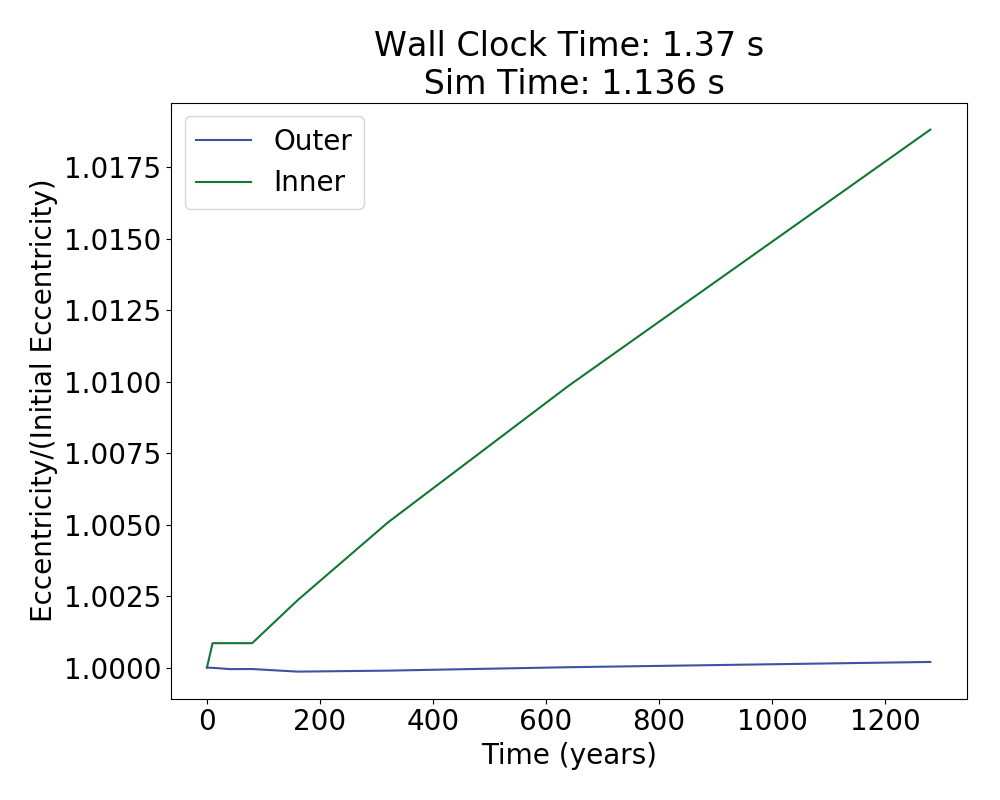 Wall Clock Time: 1.37 s
Sim Time: 1.136 s
Outer
Inner
Eccentricity/(Initial Eccentricity)
1.0175
1.0150
1.0125
1.0100
1.0075
1.0050
1.0025
1.0000
0 200 400 600 800 1000 1200
Time (years)